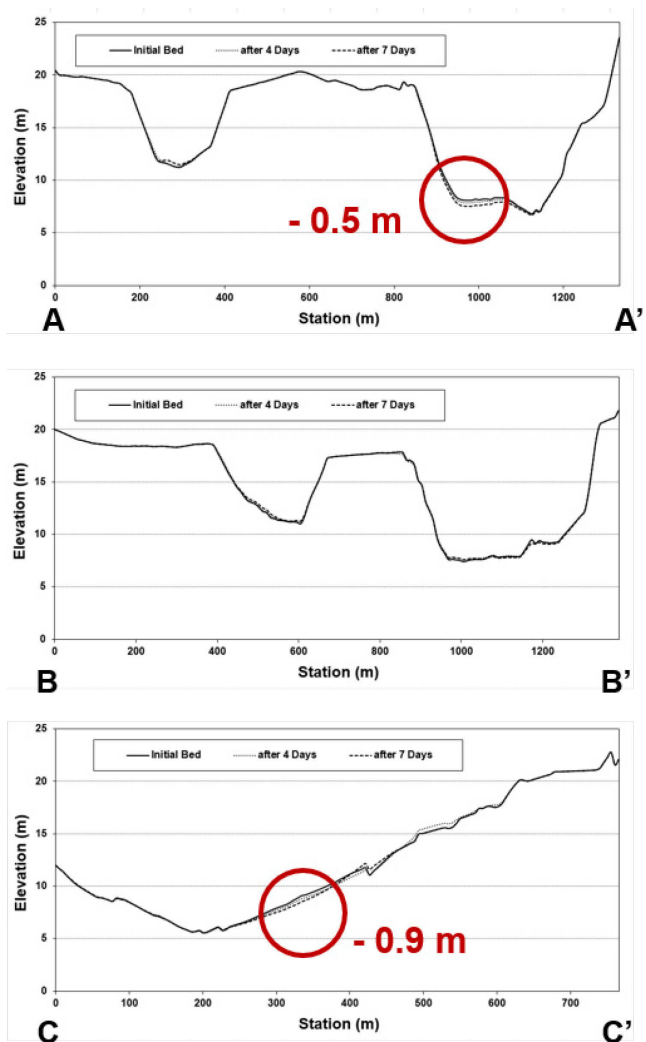 Initial Bed after 4 Days after 7 Days
25
20
15
10
5
0
Elevation (m)
- 0.5 m
0 200 400 600 800 1000 1200
A Station (m) A'
Initial Bed after 4 Days after 7 Days
25
20
15
10
5
0
Elevation (m)
0 200 400 600 800 1000 1200
B Station (m) B'
Initial Bed after 4 Days after 7 Days
25
20
15
10
5
0
Elevation (m)
- 0.9 m
0 100 200 300 400 500 600 700
C Station (m) C'